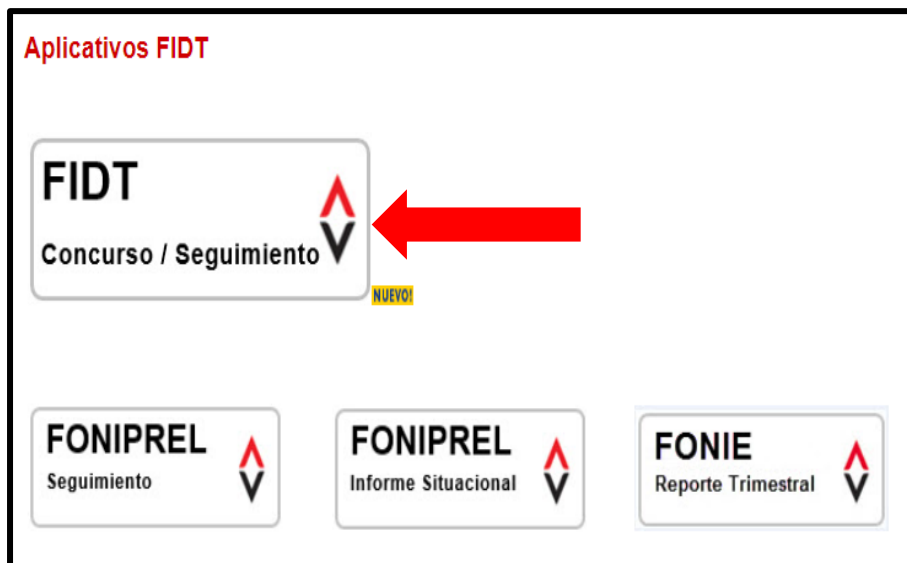 Aplicativos FIDT
FIDT
Concurso / Seguimiento
NUEVO!
FONIPREL
Seguimiento
FONIPREL
Informe Situacional
FONIE
Reporte Trimestral